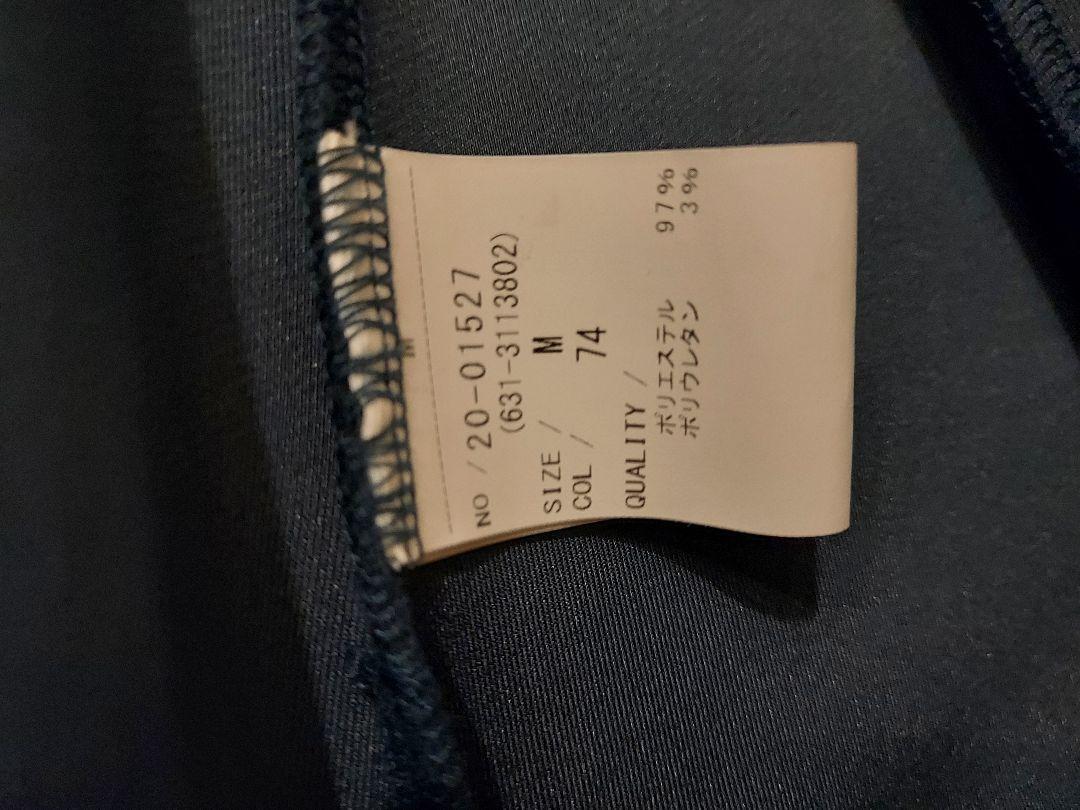 NO / 20-01527
(631-3113802)
SIZE / M
COL / 74
QUALITY /
ポリエステル 97%
ポリウレタン 3%